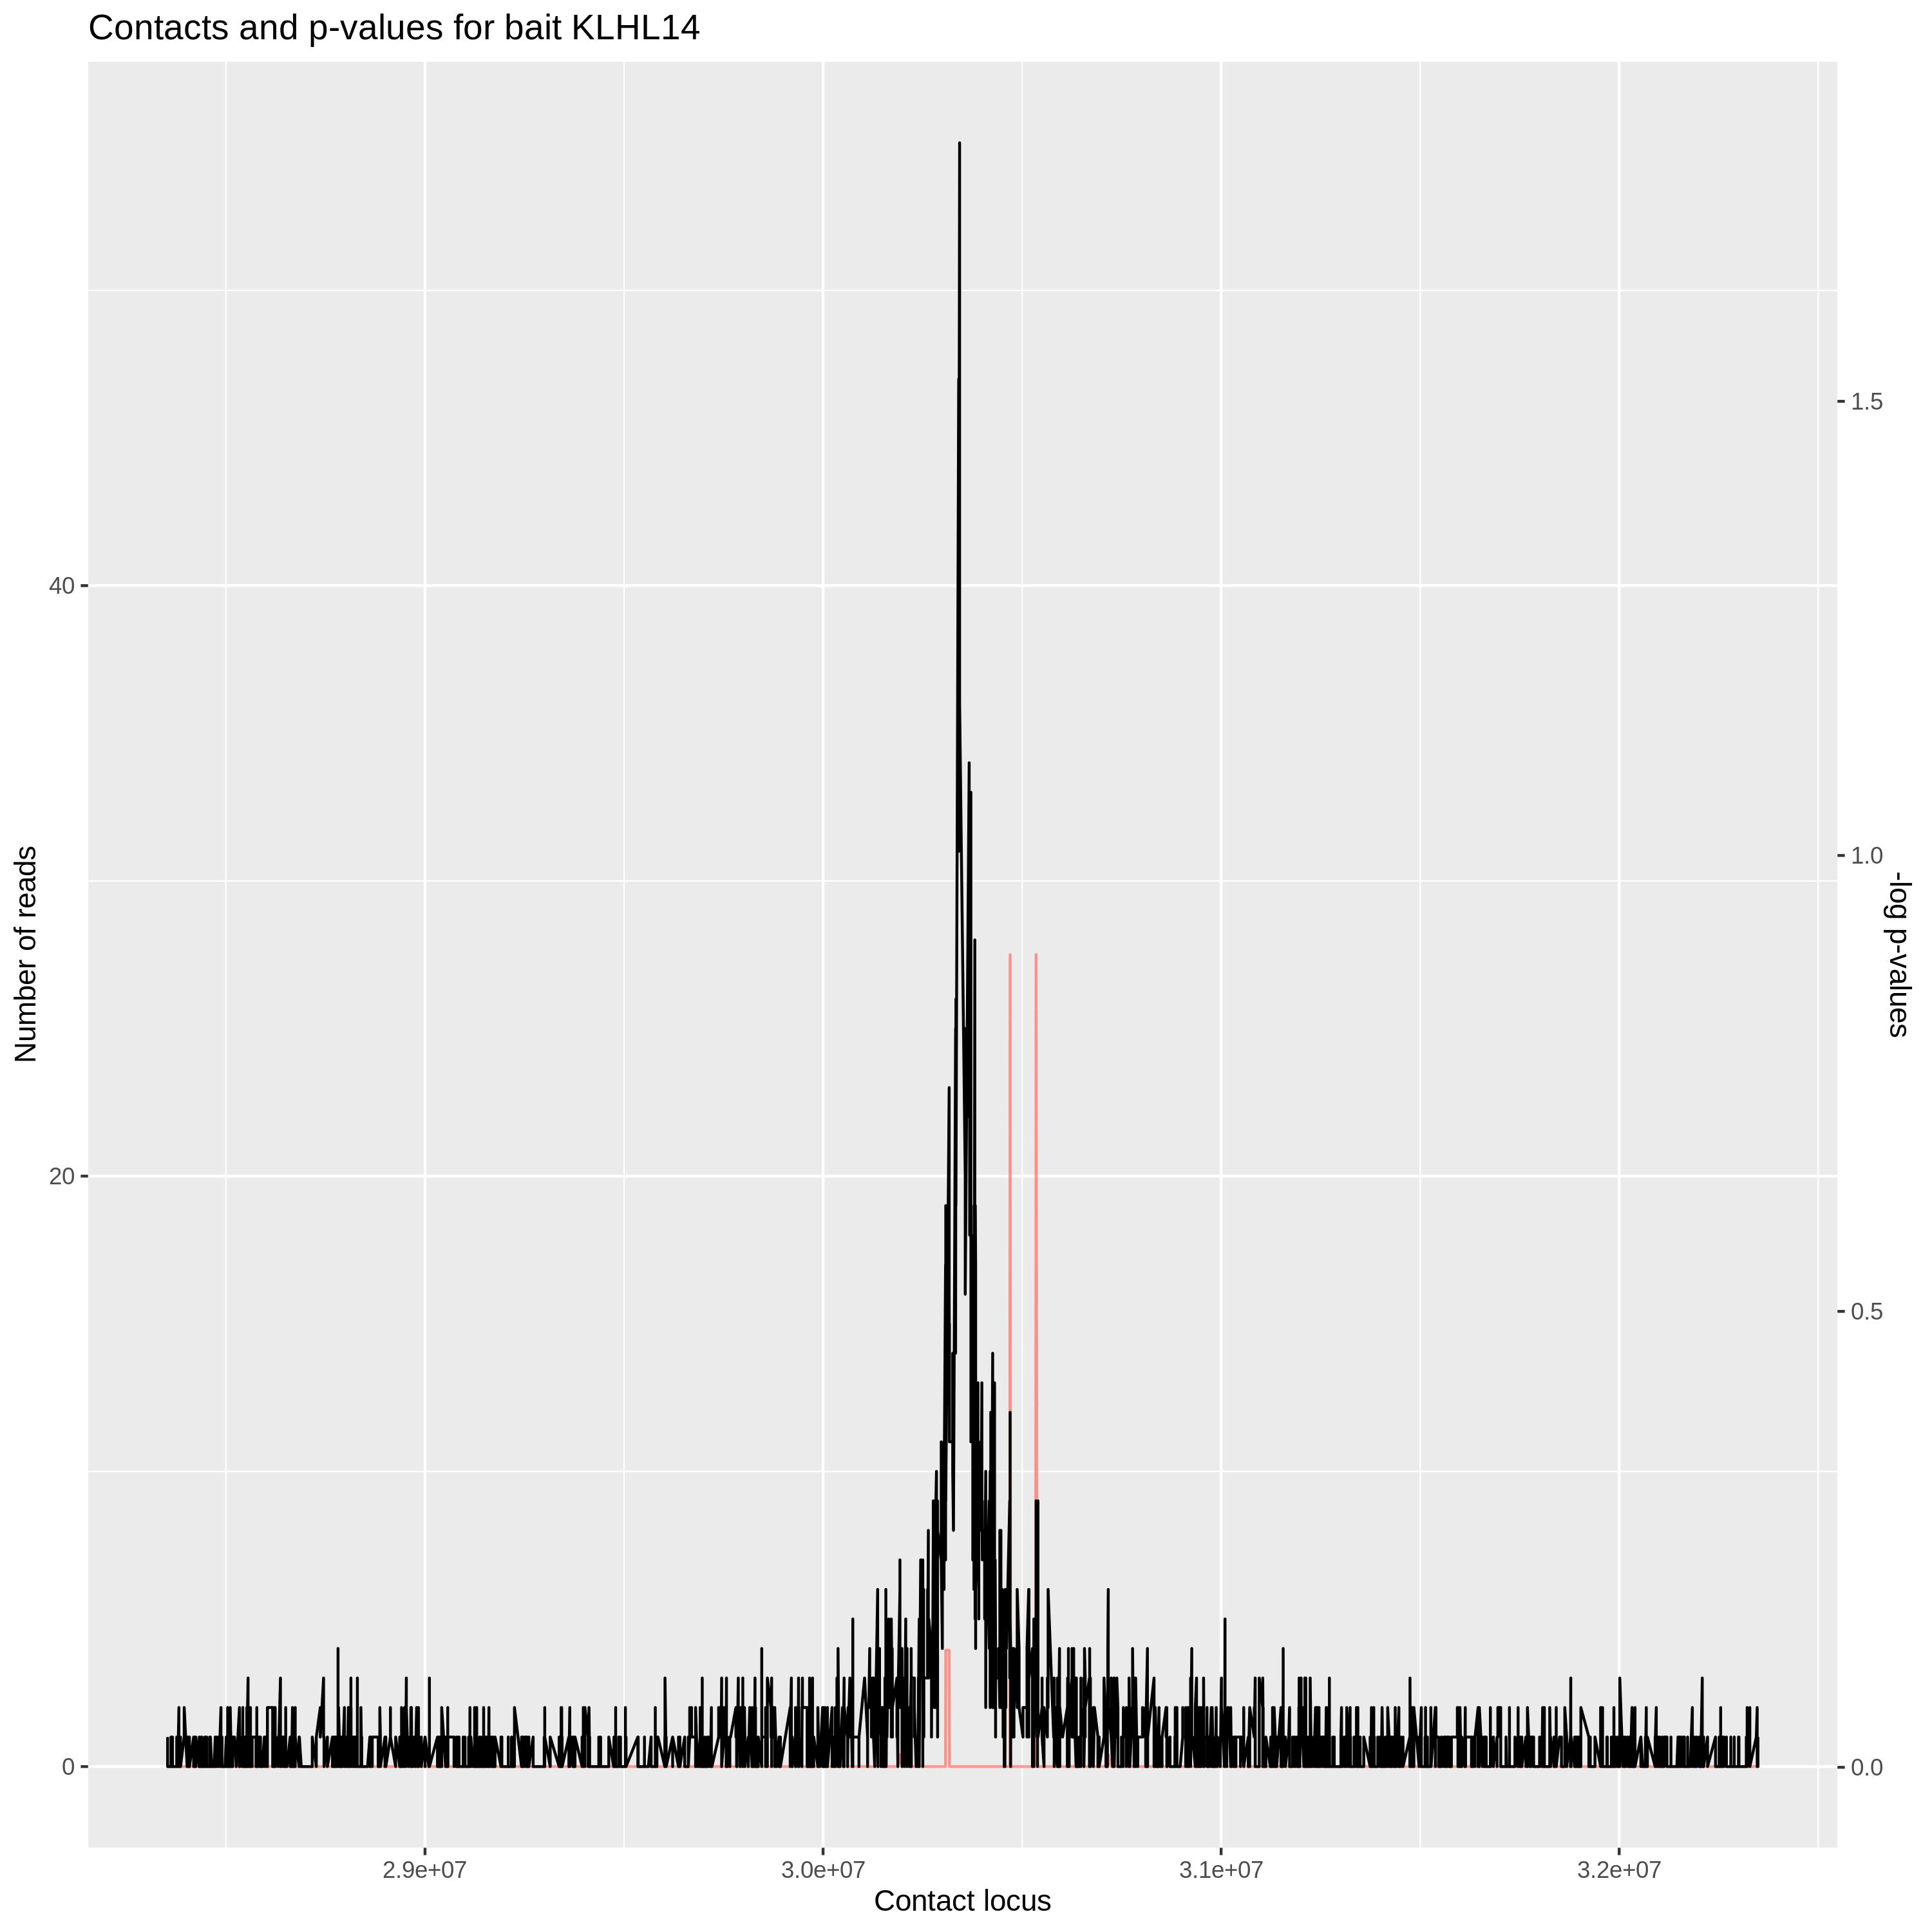 Contacts and p-values for bait KLHL14
40
20
0
Number of reads
1.5
1.0
0.5
0.0
-log p-values
2.9e+07
3.0e+07
3.1e+07
3.2e+07
Contact locus